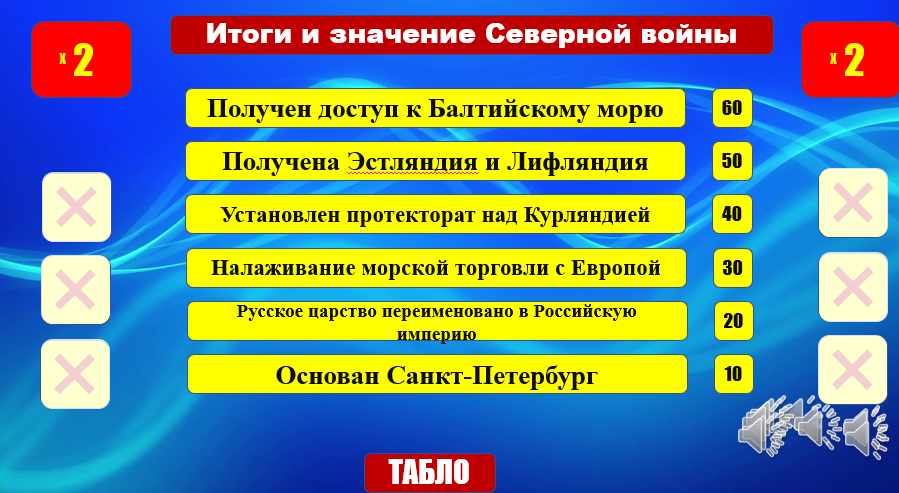 Итоги и значение Северной войны
х 2
х 2
Получен доступ к Балтийскому морю 60
Получена Эстляндия и Лифляндия 50
Установлен протекторат над Курляндией 40
Налаживание морской торговли с Европой 30
Русское царство переименовано в Российскую
империю 20
Основан Санкт-Петербург 10
ТАБЛО